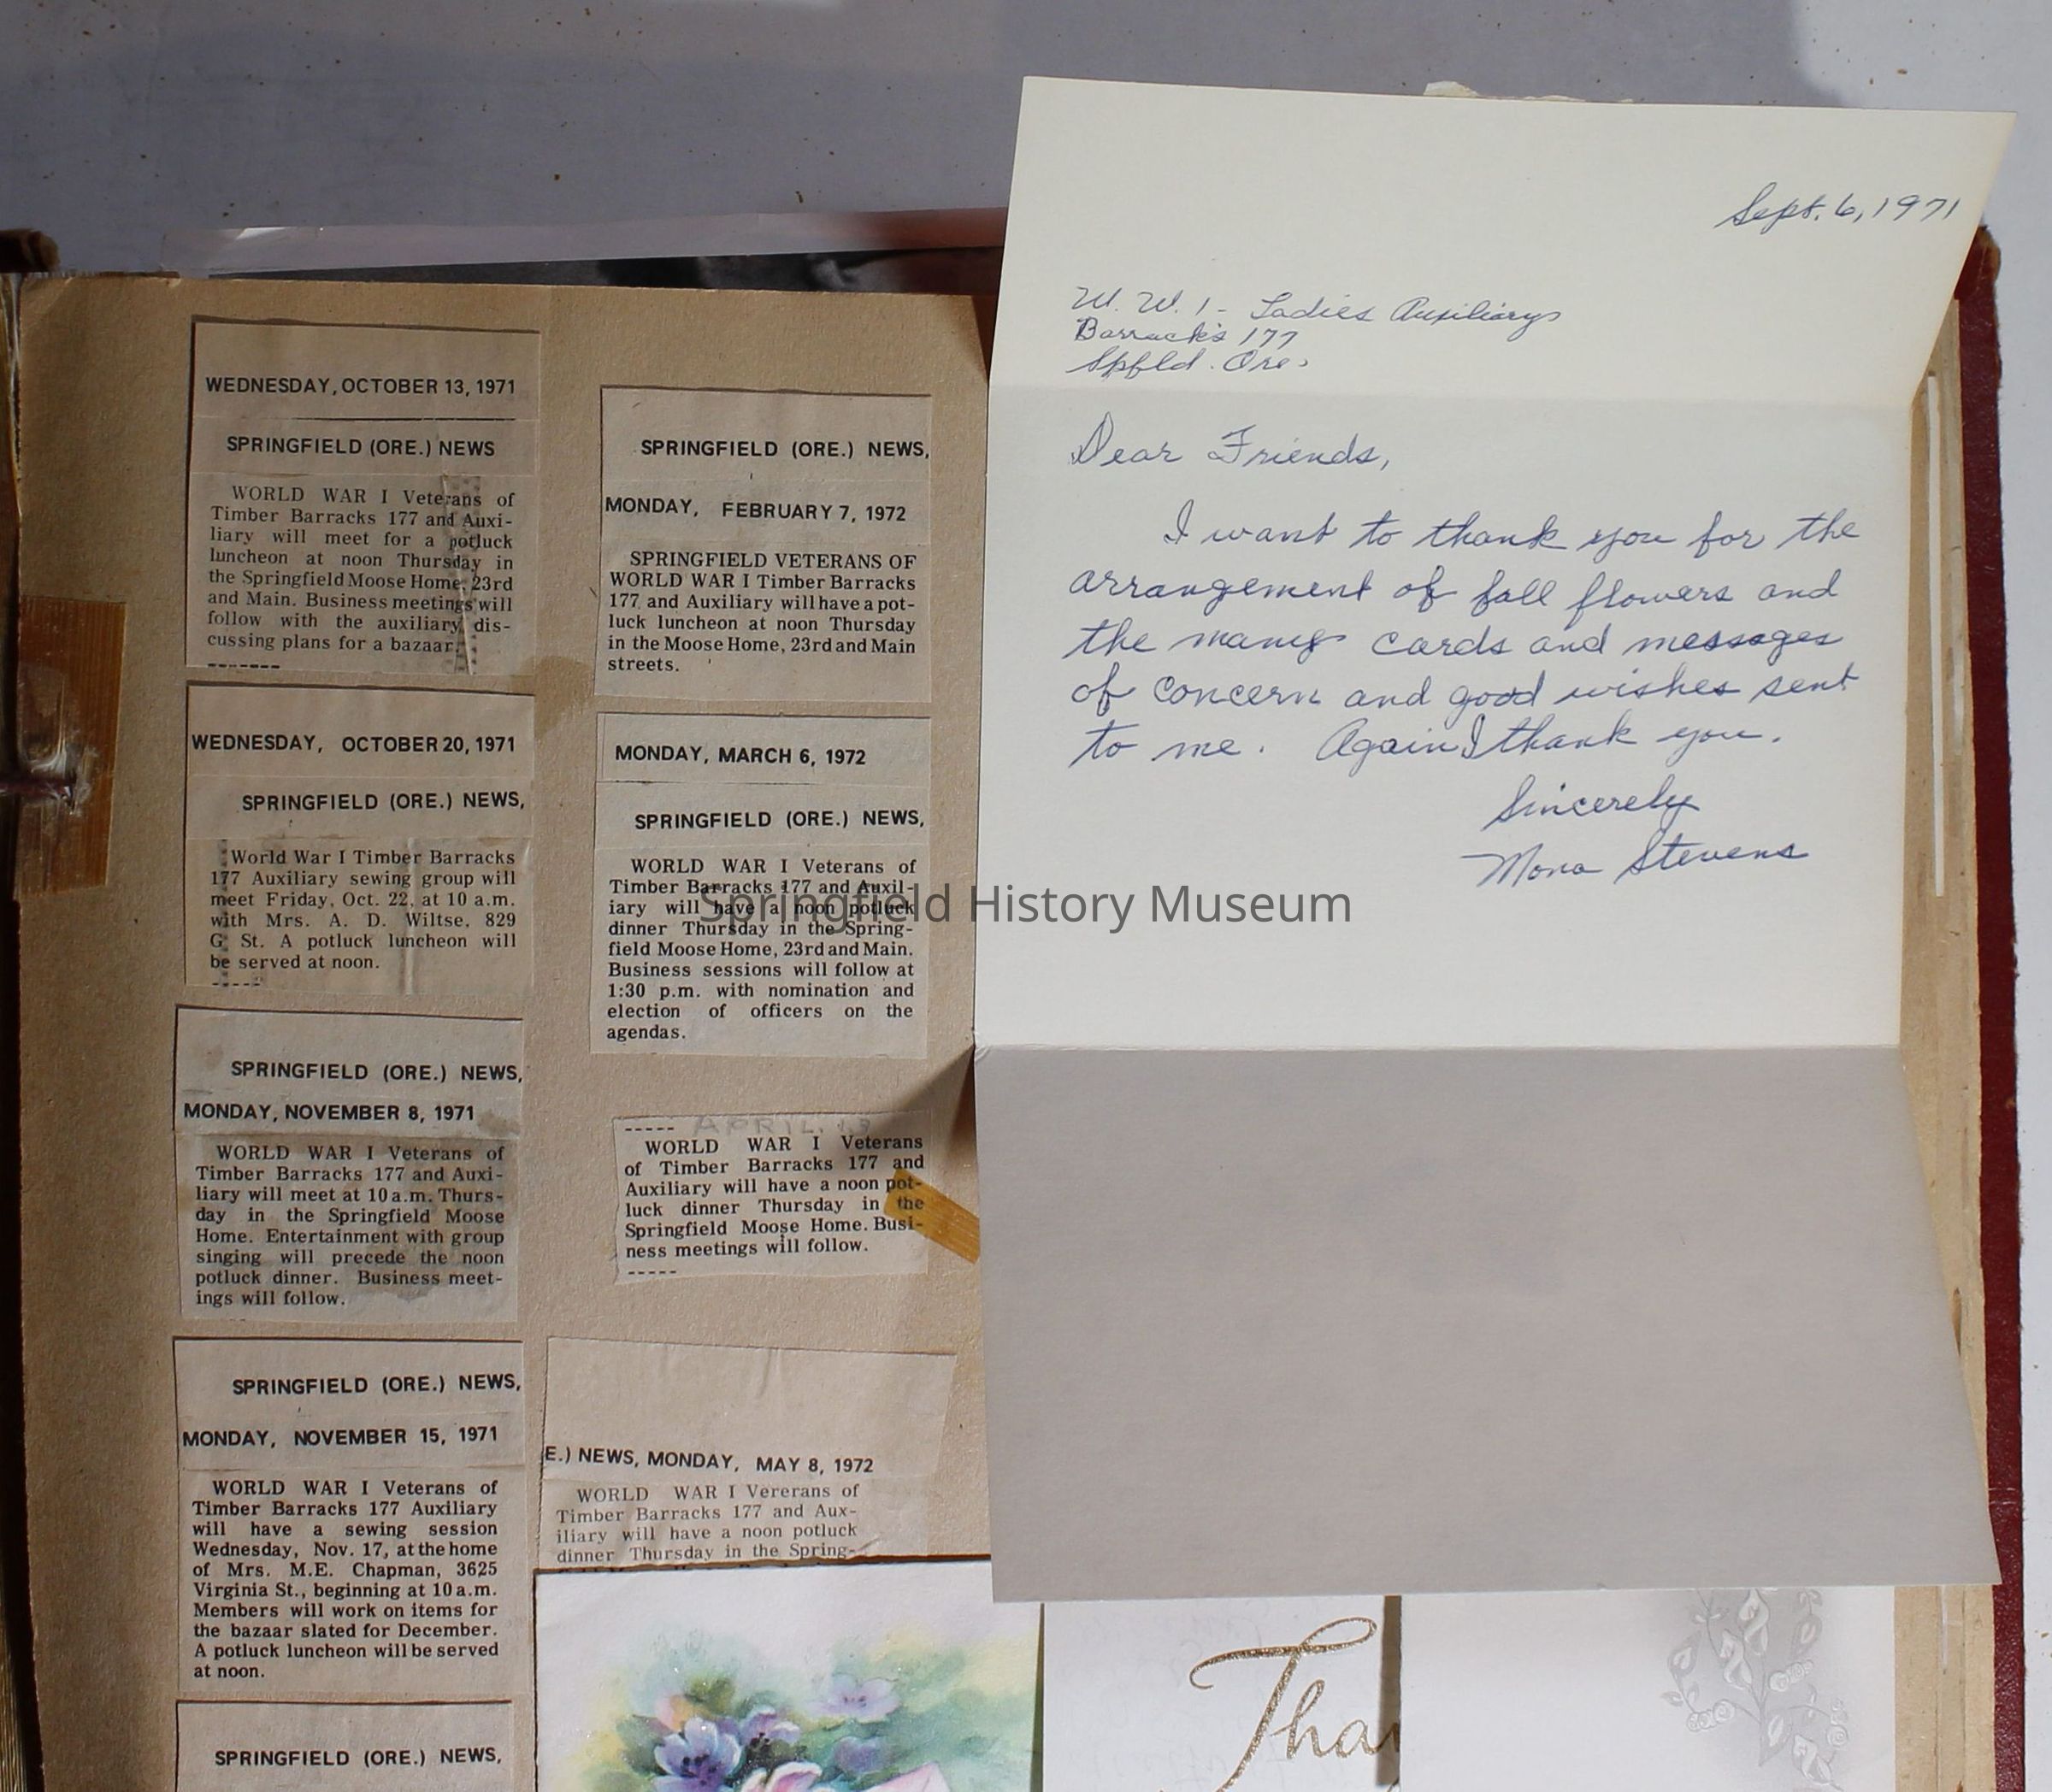 WEDNESDAY, OCTOBER 13, 1971
SPRINGFIELD (ORE.) NEWS
WORLD WAR I Veterans of
Timber Barracks 177 and Auxi-
liary will meet for a potluck
luncheon at noon Thursday in
the Springfield Moose Home, 23rd
and Main. Business meetings will
follow with the auxiliary dis-
cussing plans for a bazaar.
-------
WEDNESDAY, OCTOBER 20, 1971
SPRINGFIELD (ORE.) NEWS,
World War I Timber Barracks
177 Auxiliary sewing group will
meet Friday, Oct. 22, at 10 a.m.
with Mrs. A. D. Wiltse, 829
G St. A potluck luncheon will
be served at noon.
-----
SPRINGFIELD (ORE.) NEWS,
MONDAY, NOVEMBER 8, 1971
WORLD WAR I Veterans of
Timber Barracks 177 and Auxi-
liary will meet at 10 a.m. Thurs-
day in the Springfield Moose
Home. Entertainment with group
singing will precede the noon
potluck dinner. Business meet-
ings will follow.
SPRINGFIELD (ORE.) NEWS,
MONDAY, NOVEMBER 15, 1971
WORLD WAR I Veterans of
Timber Barracks 177 Auxiliary
will have a sewing session
Wednesday, Nov. 17, at the home
of Mrs. M.E. Chapman, 3625
Virginia St., beginning at 10 a.m.
Members will work on items for
the bazaar slated for December.
A potluck luncheon will be served
at noon.
SPRINGFIELD (ORE.) NEWS,
SPRINGFIELD (ORE.) NEWS,
MONDAY, FEBRUARY 7, 1972
SPRINGFIELD VETERANS OF
WORLD WAR I Timber Barracks
177 and Auxiliary will have a pot-
luck luncheon at noon Thursday
in the Moose Home, 23rd and Main
streets.
MONDAY, MARCH 6, 1972
SPRINGFIELD (ORE.) NEWS,
WORLD WAR I Veterans of
Timber Barracks 177 and Auxil-
iary will have a noon potluck
dinner Thursday in the Spring-
field Moose Home, 23rd and Main.
Business sessions will follow at
1:30 p.m. with nomination and
election of officers on the
agendas.
APRIL 13
-----
WORLD WAR I Veterans
of Timber Barracks 177 and
Auxiliary will have a noon pot-
luck dinner Thursday in the
Springfield Moose Home. Busi-
ness meetings will follow.
-----
E.) NEWS, MONDAY, MAY 8, 1972
WORLD WAR I Vererans of
Timber Barracks 177 and Aux-
iliary will have a noon potluck
dinner Thursday in the Spring-
Sept. 6, 1971
W. W. 1 - Ladies Auxiliarys
Barrack's 177
Spfld. Ore.
Dear Friends,
I want to thank you for the
arrangement of fall flowers and
the many cards and messages
of concern and good wishes sent
to me. Again I thank you.
Sincerely
Mona Stevens
Springfield History Museum
Than